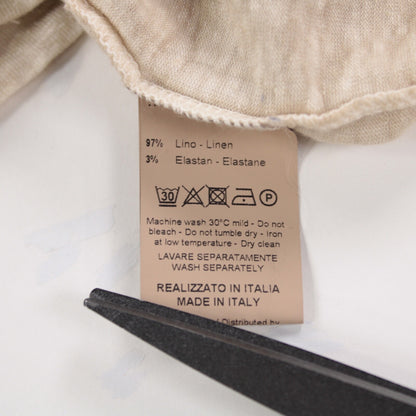 97% Lino - Linen
3% Elastan - Elastane
30 P
Machine wash 30°C mild - Do not
bleach - Do not tumble dry - Iron
at low temperature - Dry clean
LAVARE SEPARATAMENTE
WASH SEPARATELY
REALIZZATO IN ITALIA
MADE IN ITALY
Distributed by